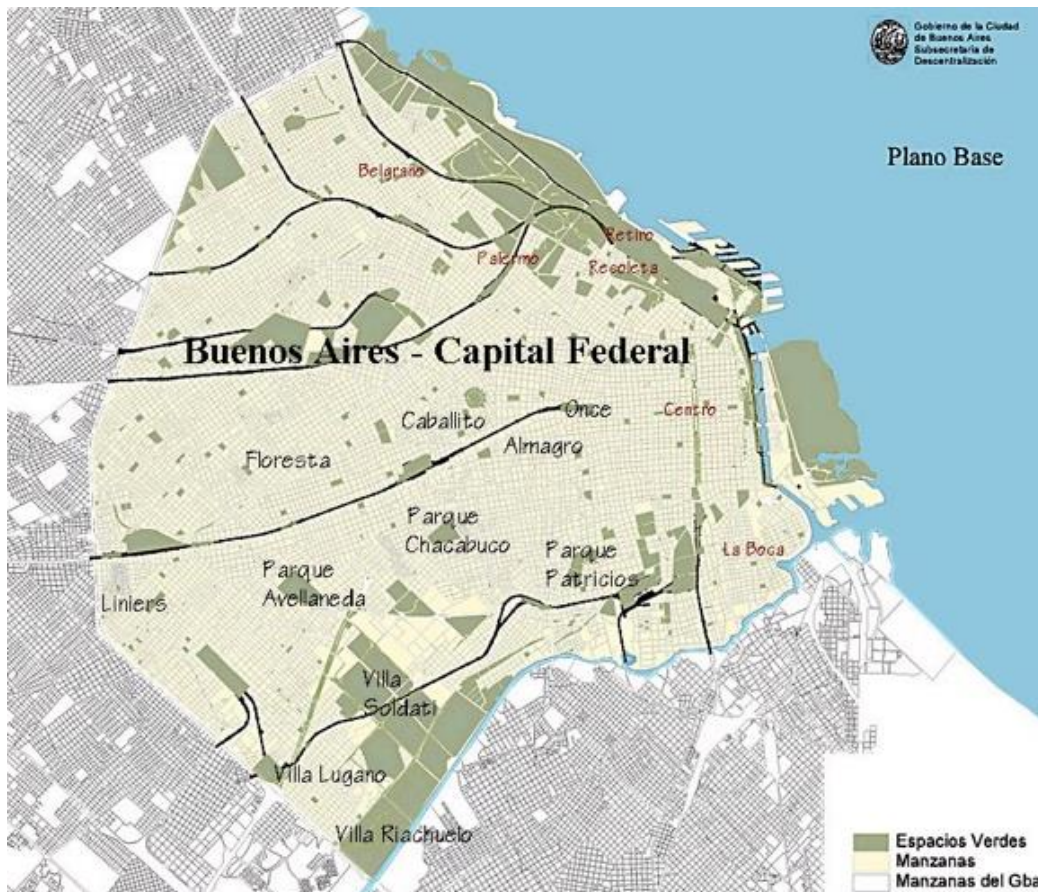 Gobierno de la Ciudad
de Buenos Aires
Subsecretaria de
Descentralización
Plano Base
Belgrano
Retiro
Palermo
Recoleta
Buenos Aires - Capital Federal
Caballito
Once
Centro
Almagro
Floresta
Parque
Chacabuco
Parque
Patricios
La Boca
Parque
Avellaneda
Liniers
Villa
Soldati
Villa Lugano
Villa Riachuelo
Espacios Verdes
Manzanas
Manzanas del Gba